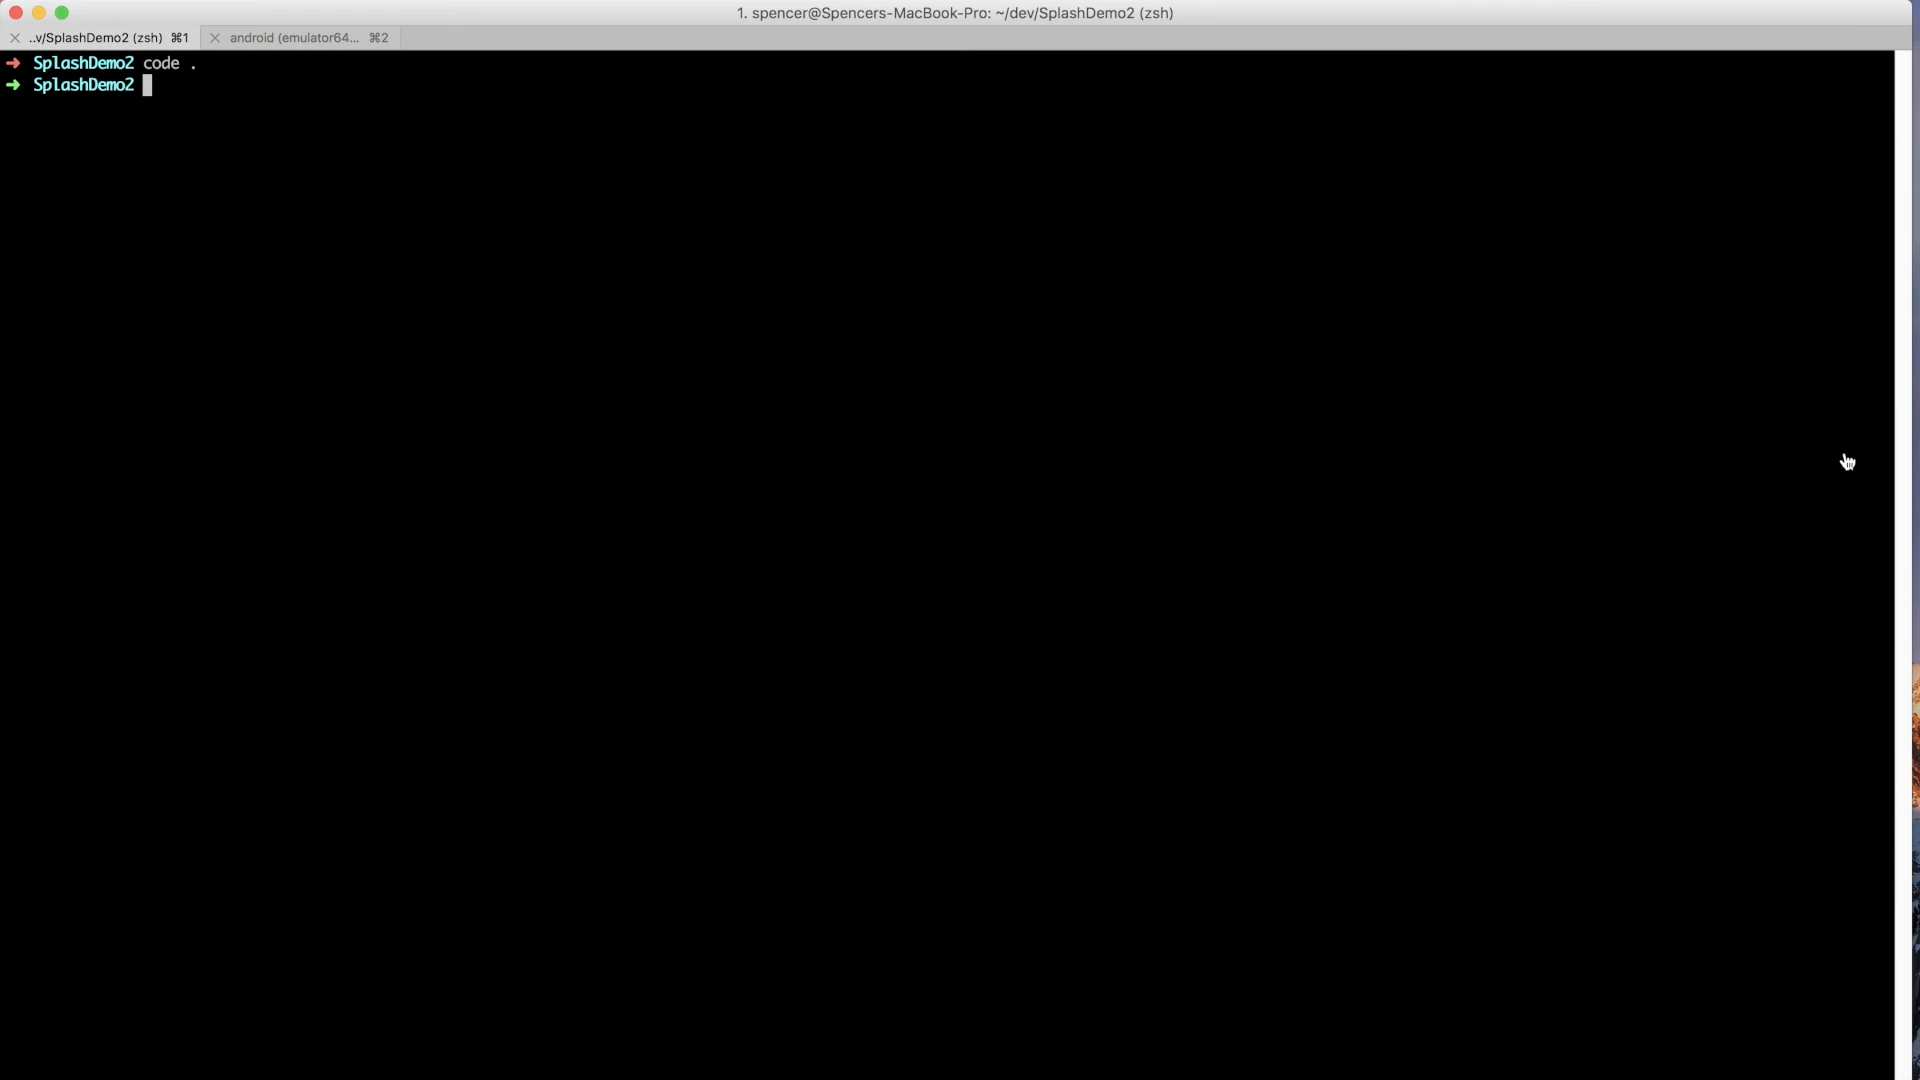 1. spencer@Spencers-MacBook-Pro: ~/dev/SplashDemo2 (zsh)
..v/SplashDemo2 (zsh) ⌘1
android (emulator64... ⌘2
➜ SplashDemo2 code .
➜ SplashDemo2